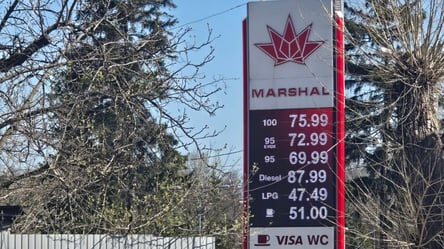 MARSHAL
100 75.99
95 EVER 72.99
95 69.99
Diesel 87.99
LPG 47.49
51.00
VISA WC